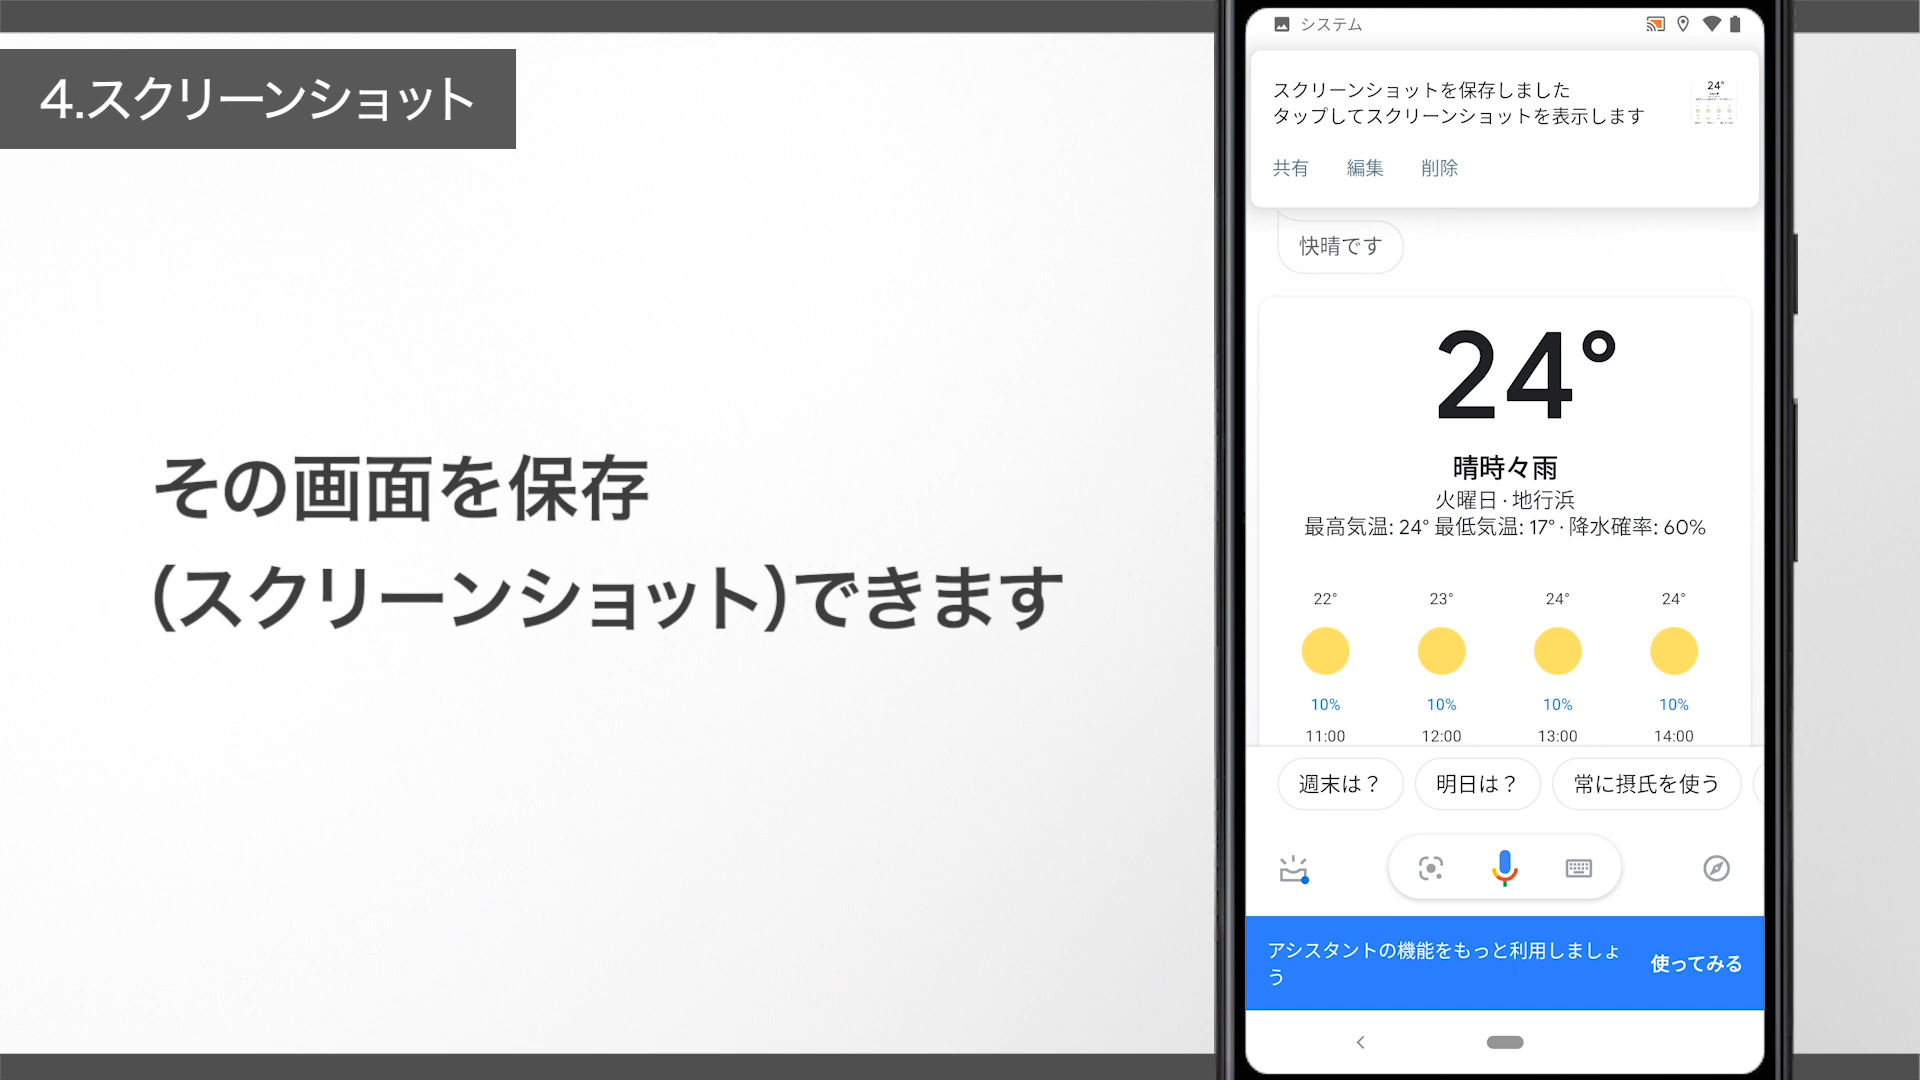 4.スクリーンショット
その画面を保存
(スクリーンショット)できます
システム
スクリーンショットを保存しました
タップしてスクリーンショットを表示します
24°
共有 編集 削除
快晴です
24°
晴時々雨
火曜日 · 地行浜
最高気温: 24° 最低気温: 17° · 降水確率: 60%
22° 23° 24° 24°
10% 10% 10% 10%
11:00 12:00 13:00 14:00
週末は？ 明日は？ 常に摂氏を使う
アシスタントの機能をもっと利用しましょ
う
使ってみる